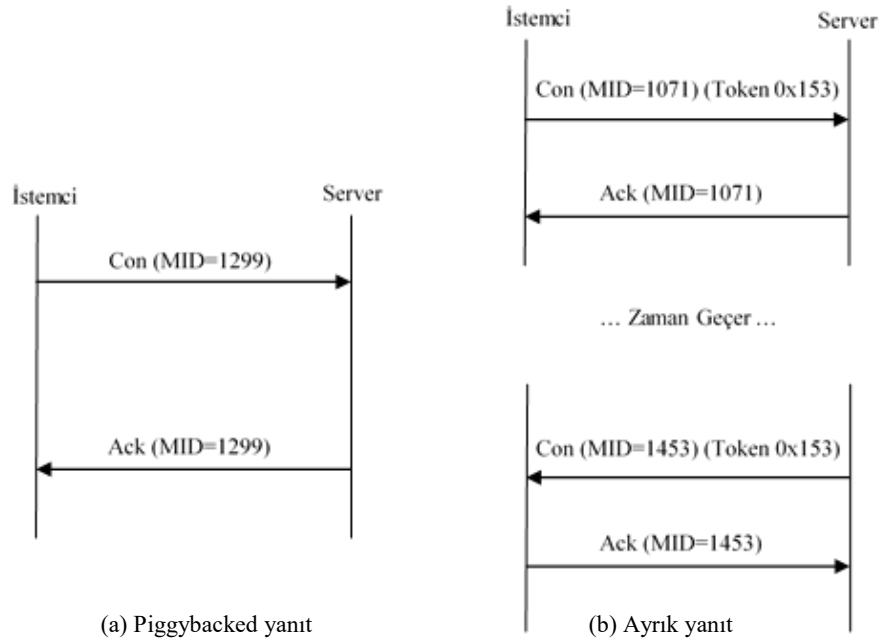 İstemci
Server
Con (MID=1299)
Ack (MID=1299)
(a) Piggybacked yanıt
İstemci
Server
Con (MID=1071) (Token 0x153)
Ack (MID=1071)
… Zaman Geçer …
Con (MID=1453) (Token 0x153)
Ack (MID=1453)
(b) Ayrık yanıt